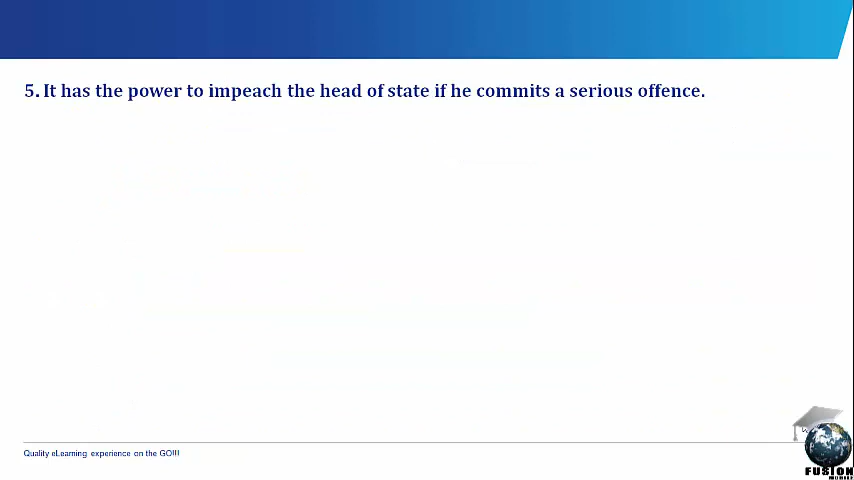 5. It has the power to impeach the head of state if he commits a serious offence.
Quality eLearning experience on the GO!!!
FUSION
MOBILE